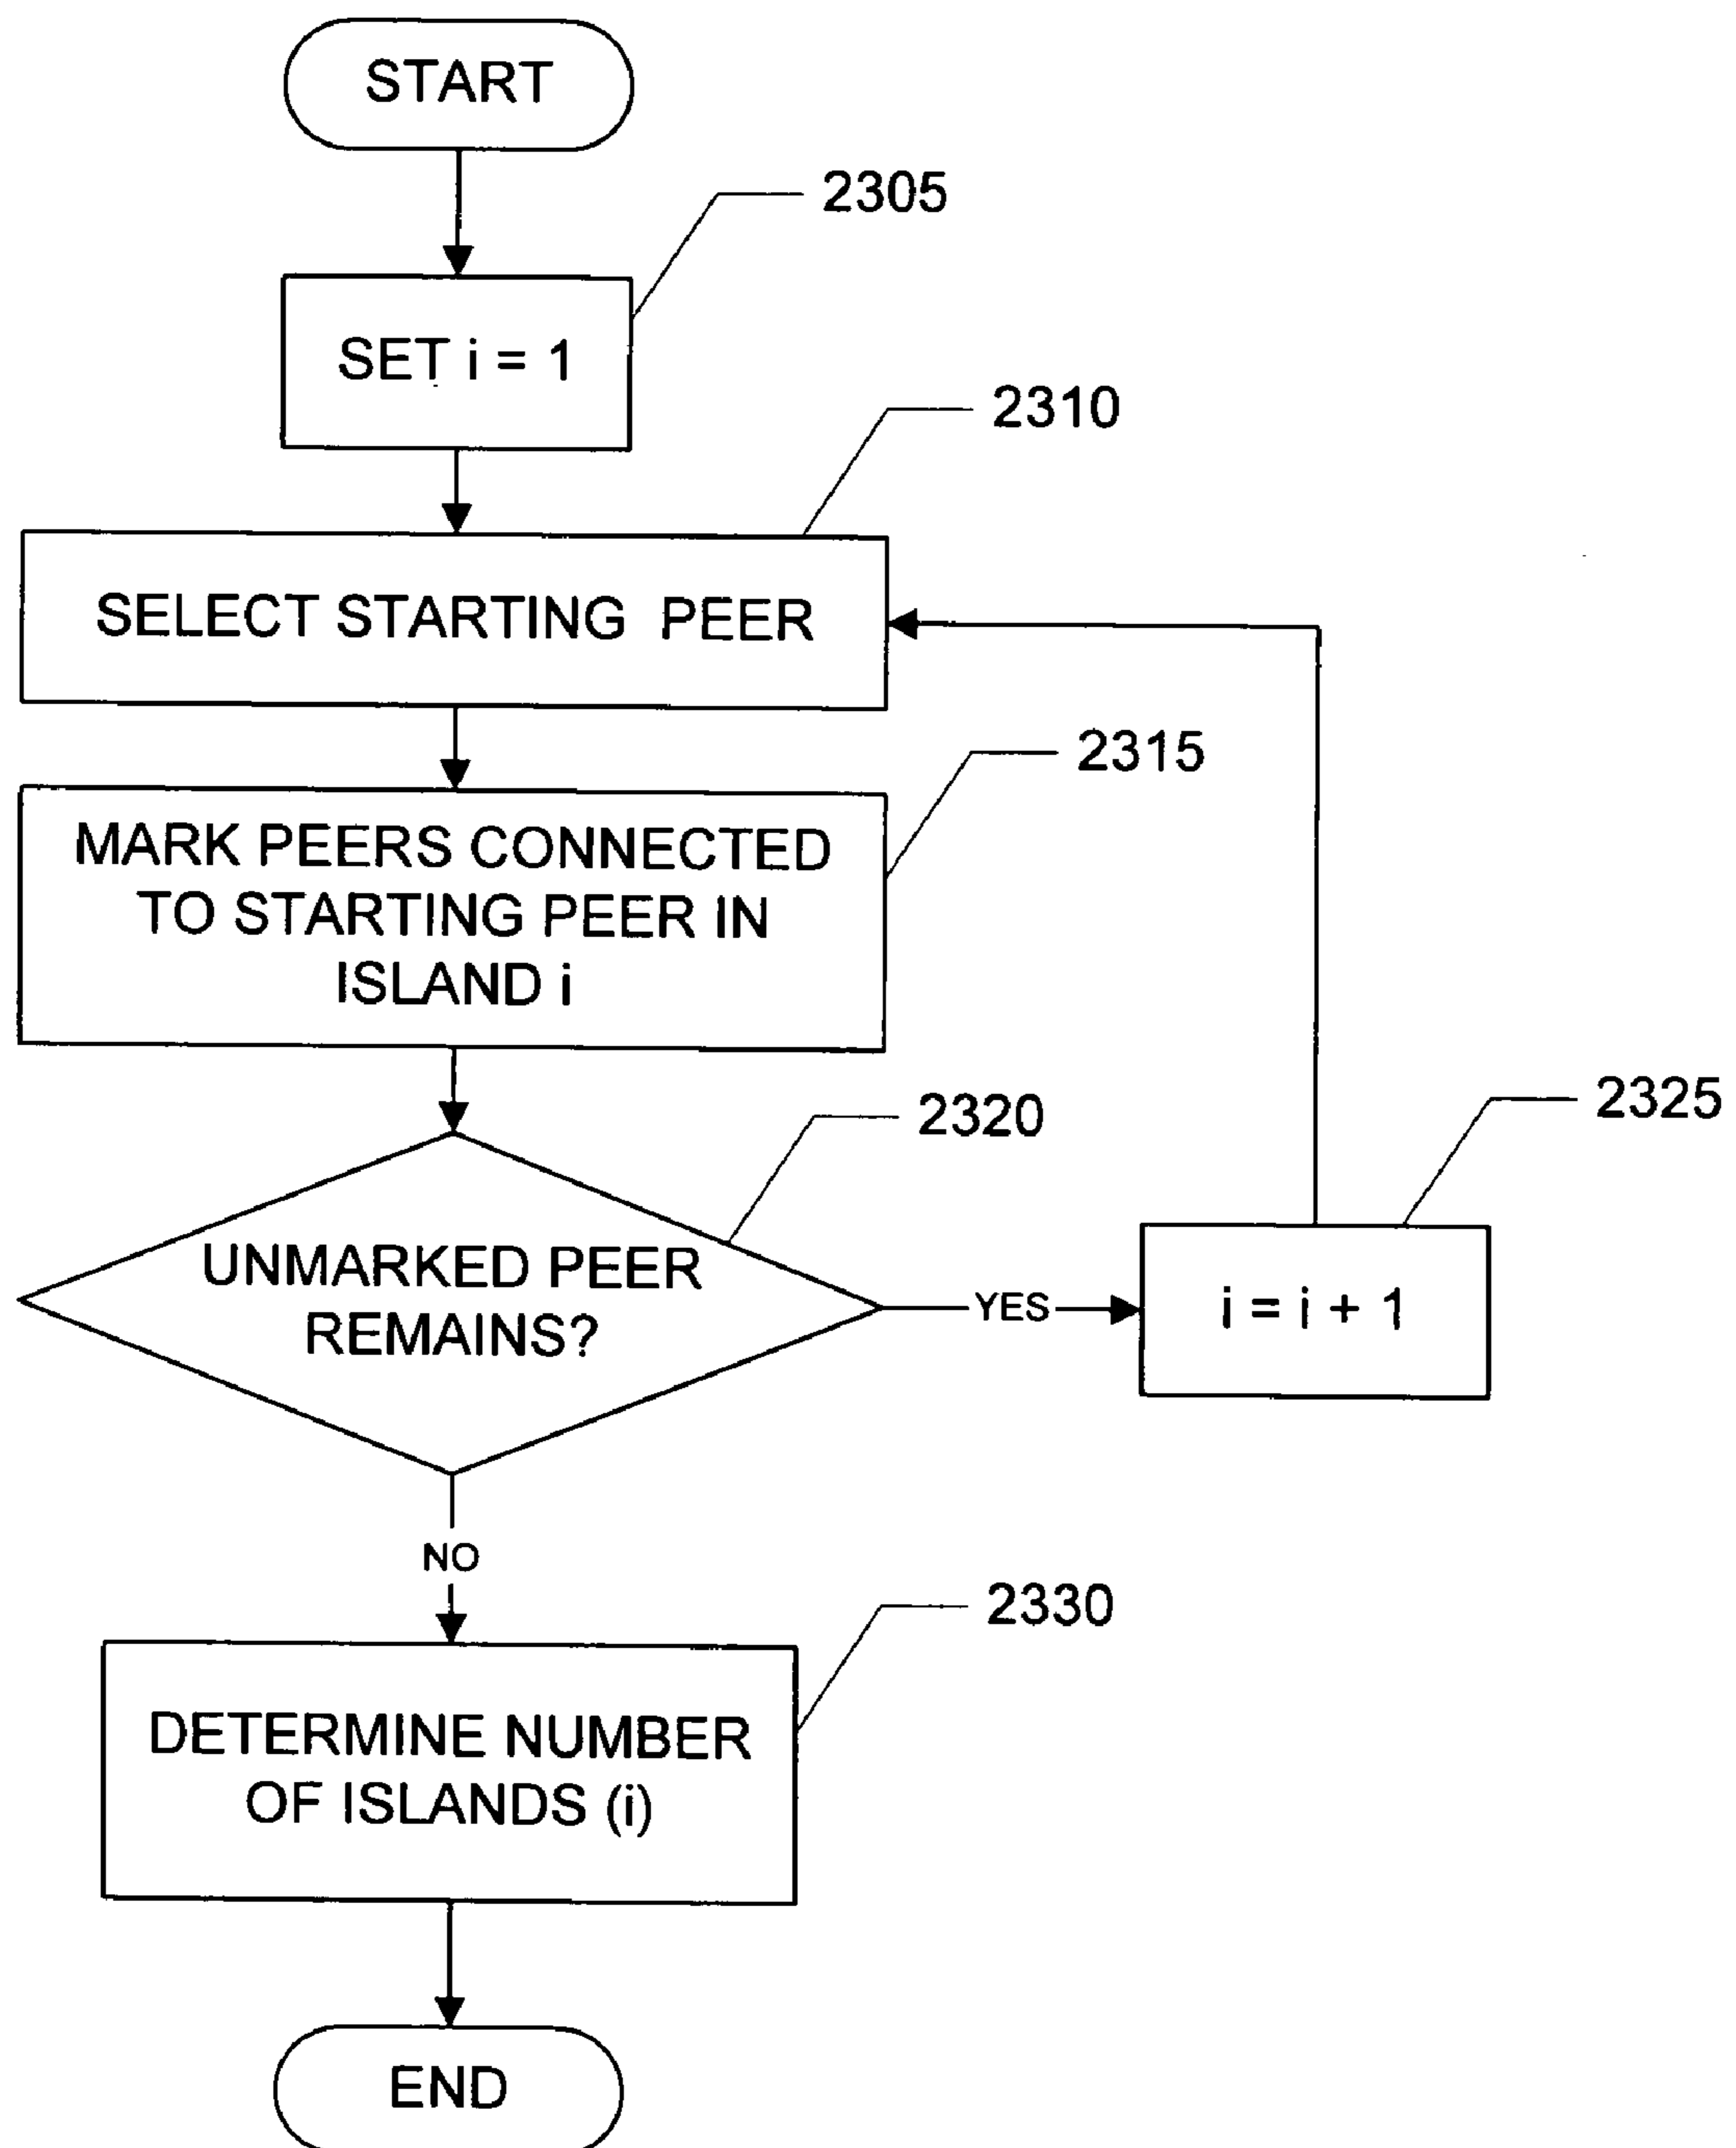 START
2305
SET i = 1
2310
SELECT STARTING PEER
2315
MARK PEERS CONNECTED
TO STARTING PEER IN
ISLAND i
2320
UNMARKED PEER
REMAINS?
YES
2325
i = i + 1
NO
2330
DETERMINE NUMBER
OF ISLANDS (i)
END